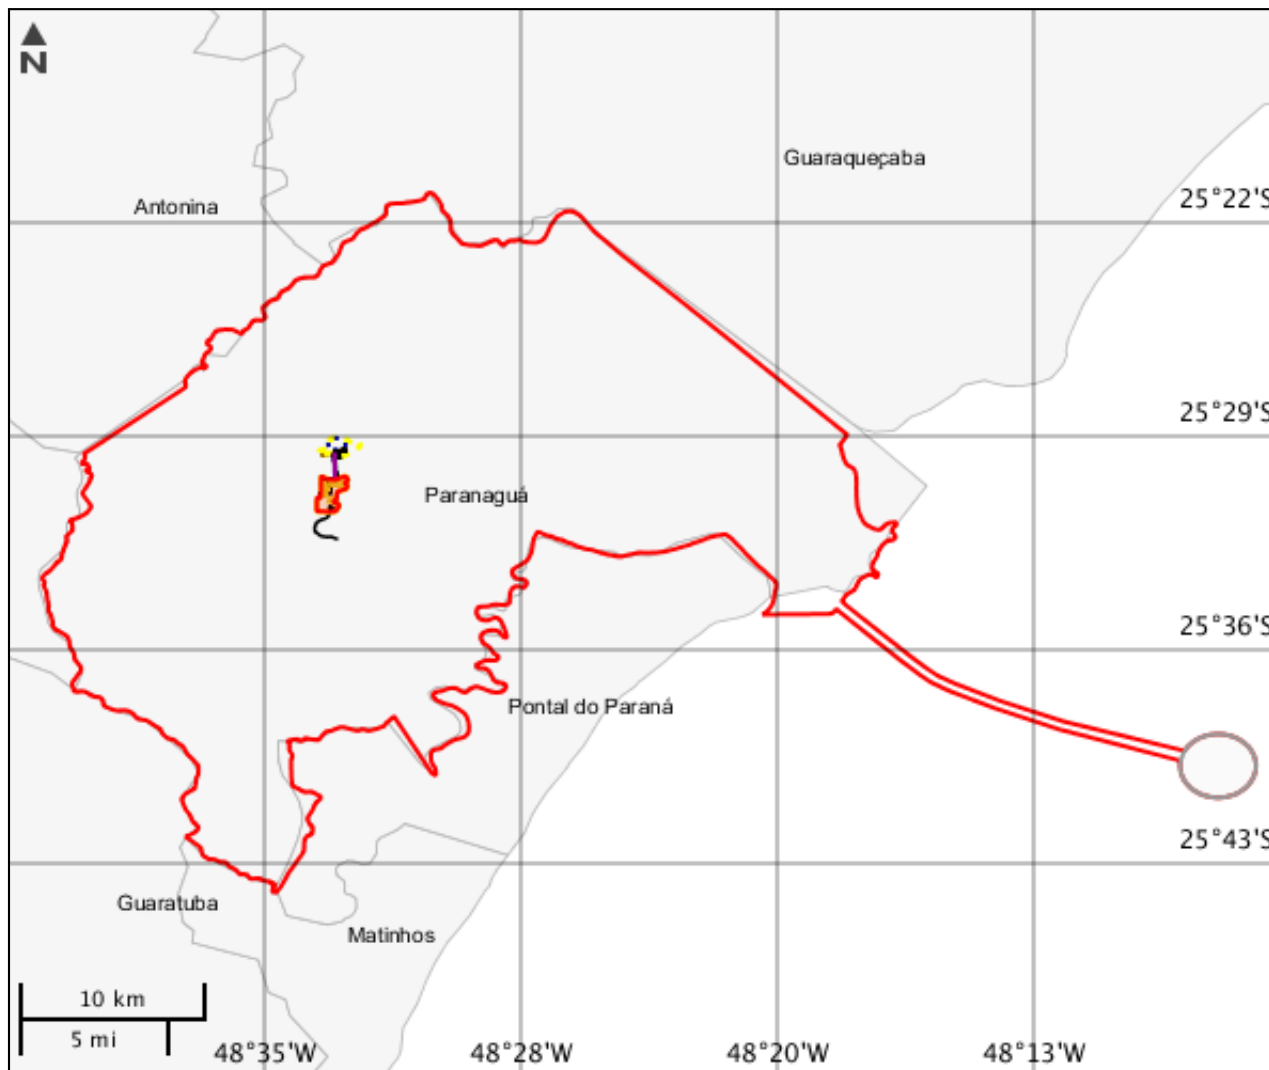 N
Guaraqueçaba
25°22'S
Antonina
25°29'S
Paranaguá
25°36'S
Pontal do Paraná
25°43'S
Guaratuba
Matinhos
10 km
5 mi
48°35'W
48°28'W
48°20'W
48°13'W